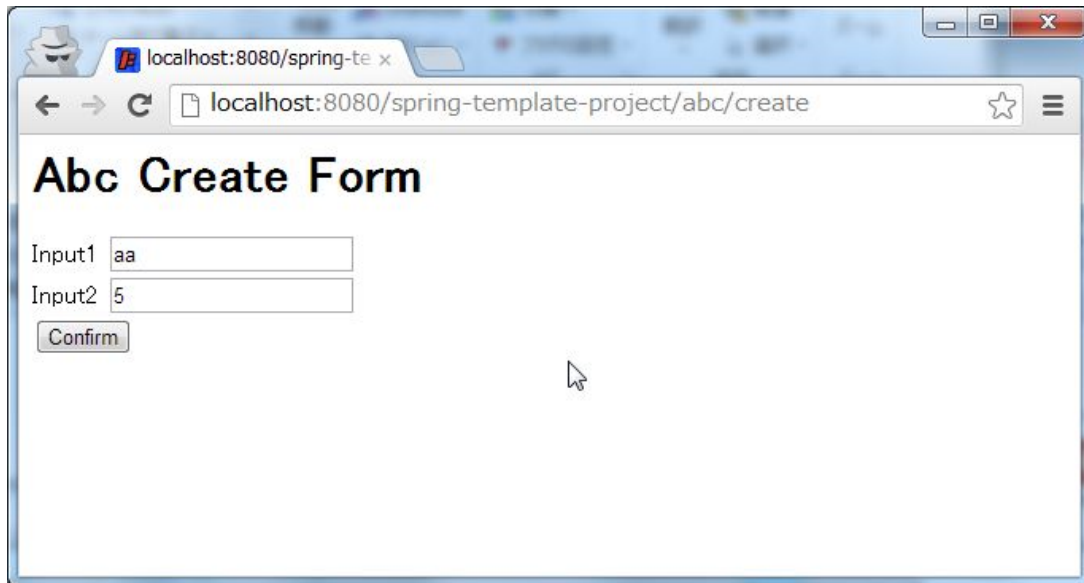 localhost:8080/spring-te
localhost:8080/spring-template-project/abc/create
Abc Create Form
Input1 aa
Input2 5
Confirm